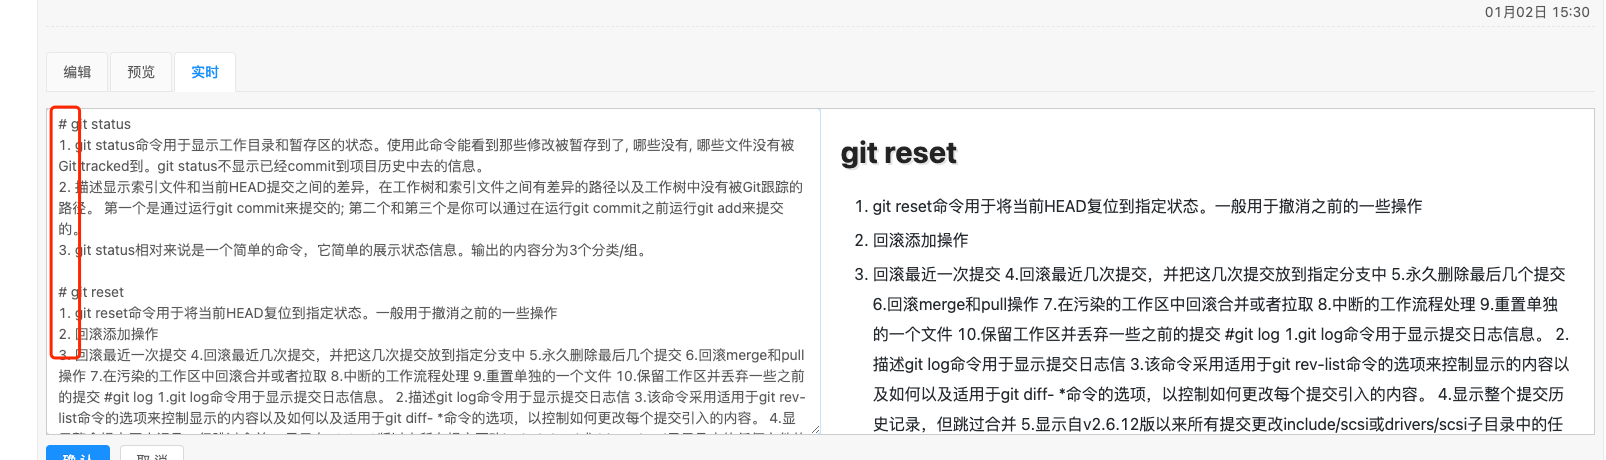 01月02日 15:30
编辑 预览 实时
# git status
1. git status命令用于显示工作目录和暂存区的状态。使用此命令能看到那些修改被暂存到了, 哪些没有, 哪些文件没有被
Git tracked到。git status不显示已经commit到项目历史中去的信息。
2. 描述显示索引文件和当前HEAD提交之间的差异，在工作树和索引文件之间有差异的路径以及工作树中没有被Git跟踪的
路径。 第一个是通过运行git commit来提交的; 第二个和第三个是你可以通过在运行git commit之前运行git add来提交
的。
3. git status相对来说是一个简单的命令，它简单的展示状态信息。输出的内容分为3个分类/组。
# git reset
1. git reset命令用于将当前HEAD复位到指定状态。一般用于撤消之前的一些操作
2. 回滚添加操作
3. 回滚最近一次提交 4.回滚最近几次提交，并把这几次提交放到指定分支中 5.永久删除最后几个提交 6.回滚merge和pull
操作 7.在污染的工作区中回滚合并或者拉取 8.中断的工作流程处理 9.重置单独的一个文件 10.保留工作区并丢弃一些之前
的提交 #git log 1.git log命令用于显示提交日志信息。 2.描述git log命令用于显示提交日志信 3.该命令采用适用于git rev-
list命令的选项来控制显示的内容以及如何以及适用于git diff- *命令的选项，以控制如何更改每个提交引入的内容。 4.显
git reset
1. git reset命令用于将当前HEAD复位到指定状态。一般用于撤消之前的一些操作
2. 回滚添加操作
3. 回滚最近一次提交 4.回滚最近几次提交，并把这几次提交放到指定分支中 5.永久删除最后几个提交
6.回滚merge和pull操作 7.在污染的工作区中回滚合并或者拉取 8.中断的工作流程处理 9.重置单独
的一个文件 10.保留工作区并丢弃一些之前的提交 #git log 1.git log命令用于显示提交日志信息。 2.
描述git log命令用于显示提交日志信 3.该命令采用适用于git rev-list命令的选项来控制显示的内容以
及如何以及适用于git diff- *命令的选项，以控制如何更改每个提交引入的内容。 4.显示整个提交历
史记录，但跳过合并 5.显示自v2.6.12版以来所有提交更改include/scsi或drivers/scsi子目录中的任
确 认 取 消